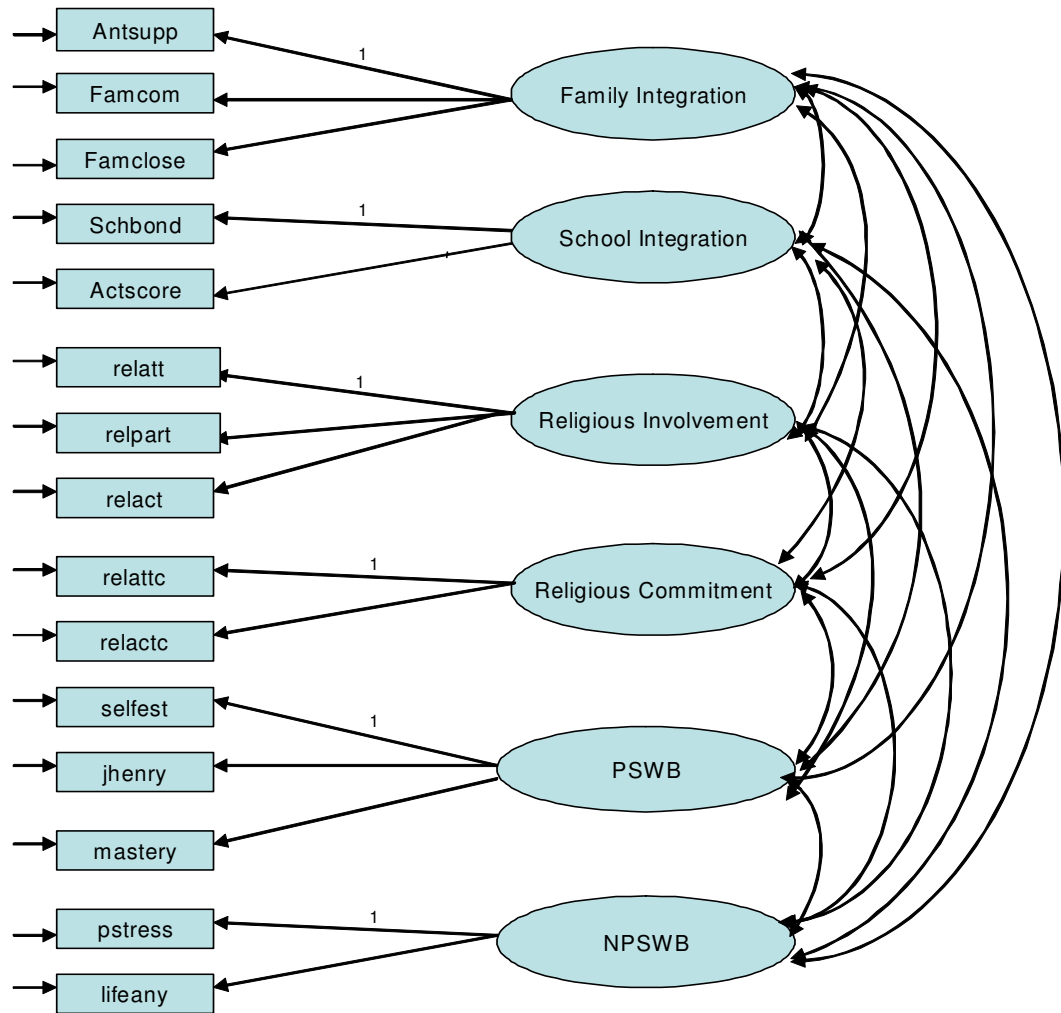 Antsupp
1
Famcom
Family Integration
Famclose
Schbond
1
School Integration
Actscore
relatt
1
relpart
Religious Involvement
relact
relattc
1
Religious Commitment
relactc
selfest
1
jhenry
PSWB
mastery
pstress
1
NPSWB
lifeany